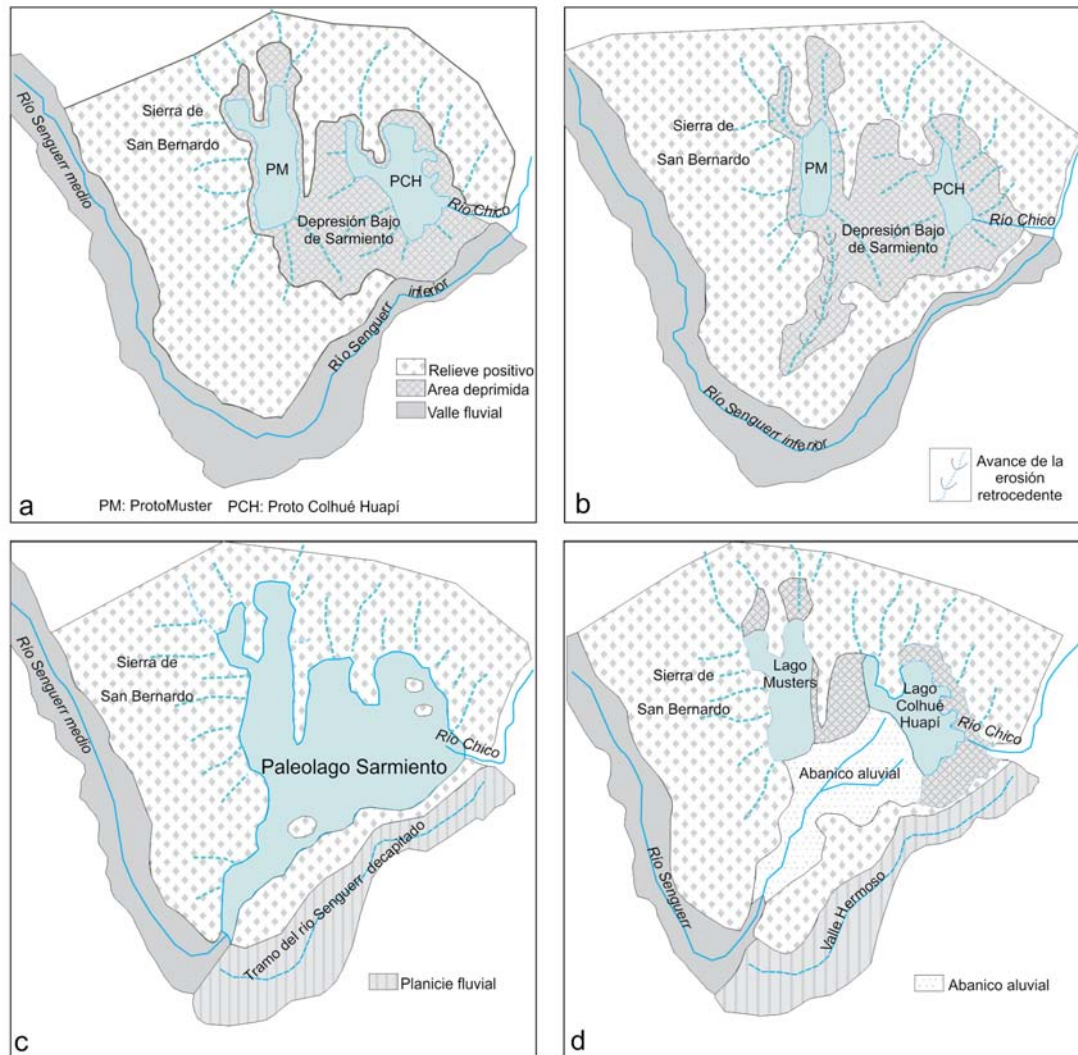 a
Río Senguerr medio
Sierra de
San Bernardo
PM
PCH
Río Chico
Depresión Bajo
de Sarmiento
Río Senguerr inferior
Relieve positivo
Area deprimida
Valle fluvial
PM: ProtoMuster PCH: Proto Colhué Huapí
b
Sierra de
San Bernardo
PM
PCH
Río Chico
Depresión Bajo
de Sarmiento
Río Senguerr inferior
Avance de la
erosión
retrocedente
c
Río Senguerr medio
Sierra de
San Bernardo
Río Chico
Paleolago Sarmiento
Tramo del río Senguerr decapitado
Planicie fluvial
d
Sierra de
San Bernardo
Lago
Musters
Lago
Colhué
Huapí
Río Chico
Abanico aluvial
Río Senguerr
Valle Hermoso
Abanico aluvial